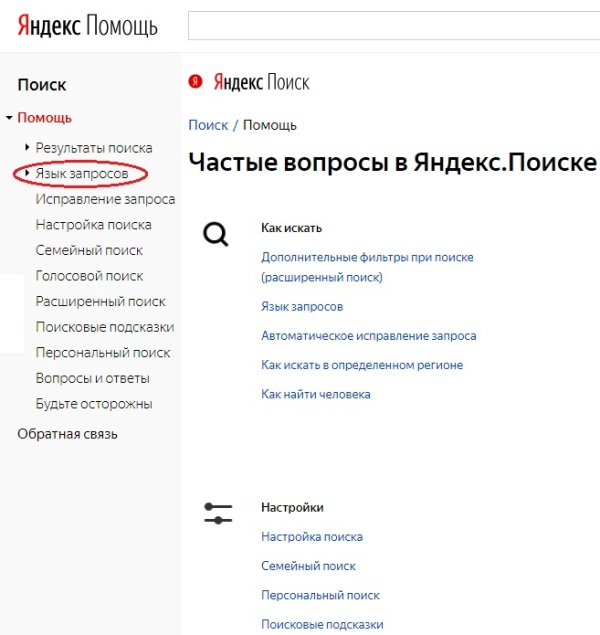 Яндекс Помощь
Поиск
Помощь
Результаты поиска
Язык запросов
Исправление запроса
Настройка поиска
Семейный поиск
Голосовой поиск
Расширенный поиск
Поисковые подсказки
Персональный поиск
Вопросы и ответы
Будьте осторожны
Обратная связь
Я Яндекс Поиск
Поиск / Помощь
Частые вопросы в Яндекс.Поиске
Как искать
Дополнительные фильтры при поиске
(расширенный поиск)
Язык запросов
Автоматическое исправление запроса
Как искать в определенном регионе
Как найти человека
Настройки
Настройка поиска
Семейный поиск
Персональный поиск
Поисковые подсказки